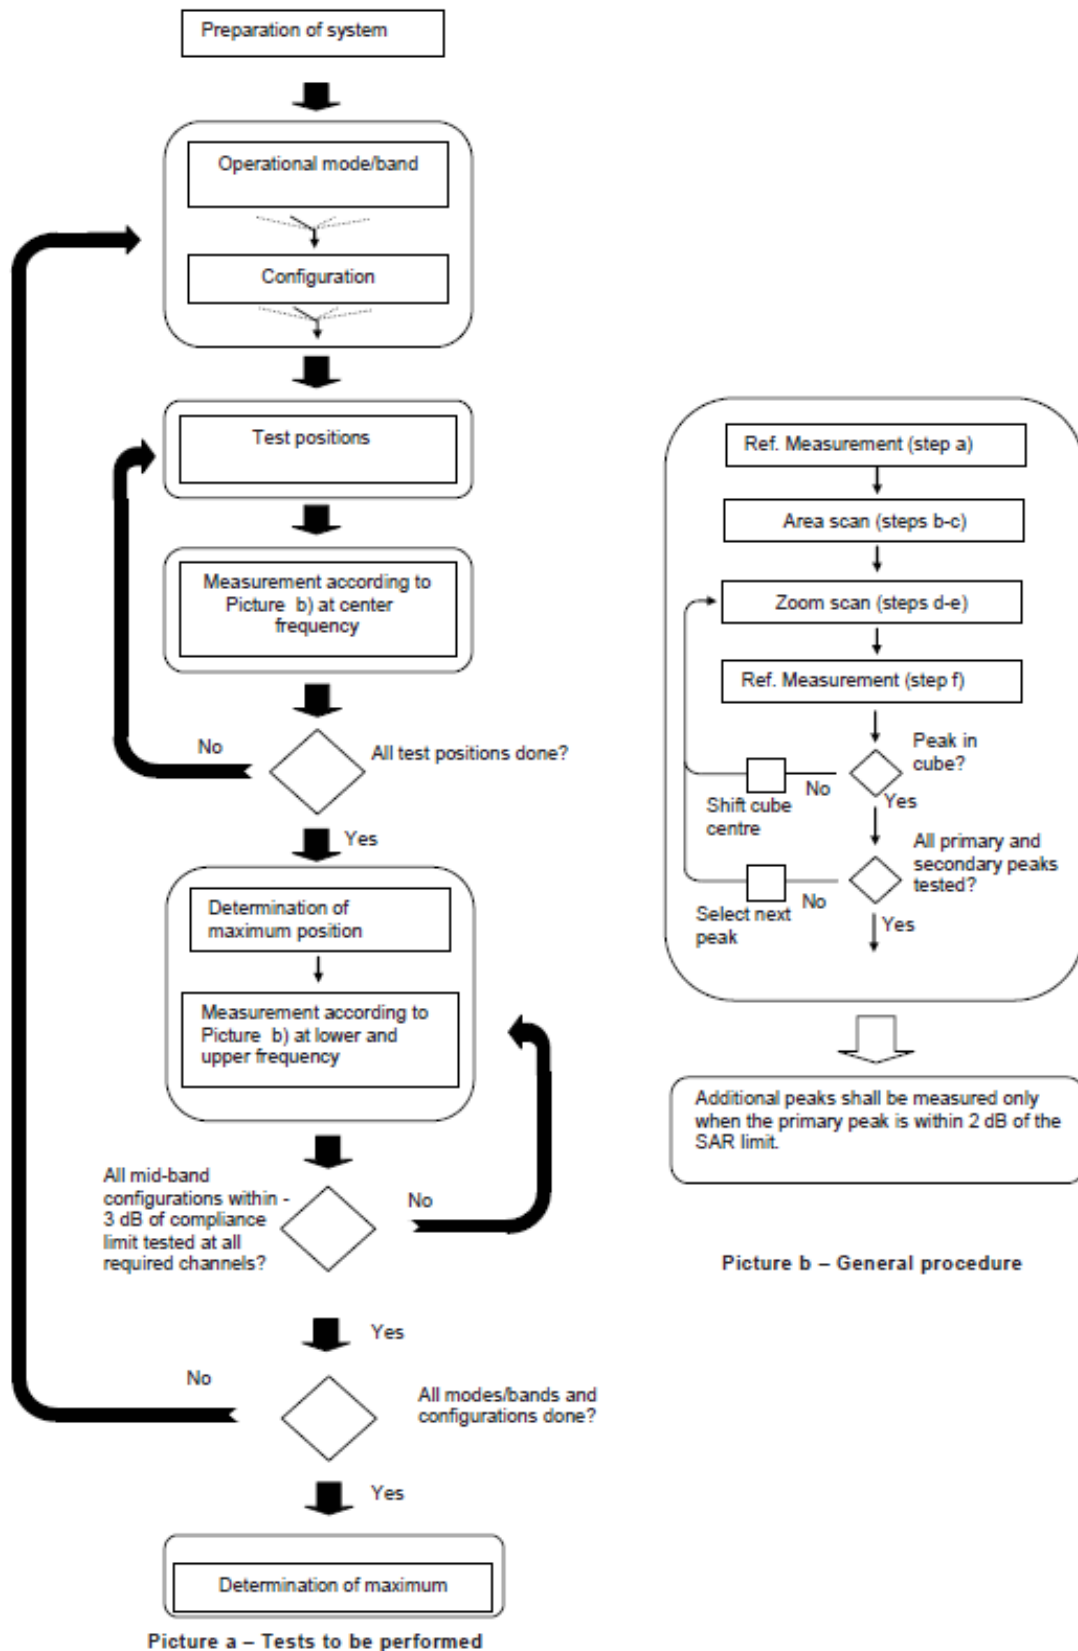 Preparation of system
Operational mode/band
Configuration
Test positions
Measurement according to
Picture b) at center
frequency
No
All test positions done?
Yes
Determination of
maximum position
Measurement according to
Picture b) at lower and
upper frequency
All mid-band
configurations within -
3 dB of compliance
limit tested at all
required channels?
No
Yes
No
All modes/bands and
configurations done?
Yes
Determination of maximum
Picture a – Tests to be performed
Ref. Measurement (step a)
Area scan (steps b-c)
Zoom scan (steps d-e)
Ref. Measurement (step f)
Peak in
cube?
No
Shift cube
centre
Yes
All primary and
secondary peaks
tested?
No
Select next
peak
Yes
Additional peaks shall be measured only
when the primary peak is within 2 dB of the
SAR limit.
Picture b – General procedure